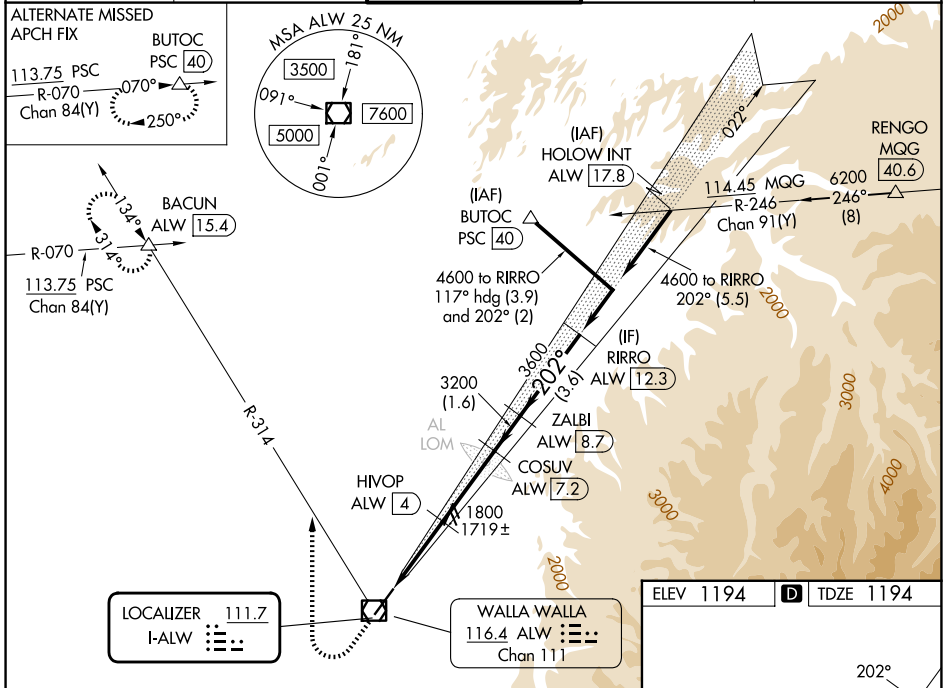 ALTERNATE MISSED
APCH FIX
BUTOC
PSC 40
113.75 PSC
R-070
Chan 84(Y)
070°
250°
MSA ALW 25 NM
3500
181°
091°
7600
5000
001°
2000
022°
(IAF)
HOLOW INT
ALW 17.8
RENGO
MQG
40.6
114.45 MQG
R-246
Chan 91(Y)
6200
246°
(8)
(IAF)
BUTOC
PSC 40
134°
314°
BACUN
ALW 15.4
R-070
113.75 PSC
Chan 84(Y)
4600 to RIRRO
117° hdg (3.9)
and 202° (2)
4600 to RIRRO
202° (5.5)
2000
(IF)
RIRRO
ALW 12.3
3600
202°
(3.6)
3200
(1.6)
3000
AL
LOM
ZALBI
ALW 8.7
COSUV
ALW 7.2
R-314
HIVOP
ALW 4
1800
1719±
3000
4000
2000
LOCALIZER 111.7
I-ALW
WALLA WALLA
116.4 ALW
Chan 111
ELEV 1194 D TDZE 1194
202°